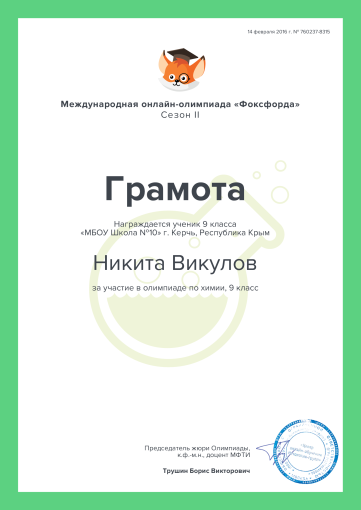 14 февраля 2016 г. № 760237-8315
Международная онлайн-олимпиада «Фоксфорда»
Сезон II
Грамота
Награждается ученик 9 класса
«МБОУ Школа №10» г. Керчь, Республика Крым
Никита Викулов
за участие в олимпиаде по химии, 9 класс
Председатель жюри Олимпиады,
к.ф.-м.н., доцент МФТИ
Трушин Борис Викторович